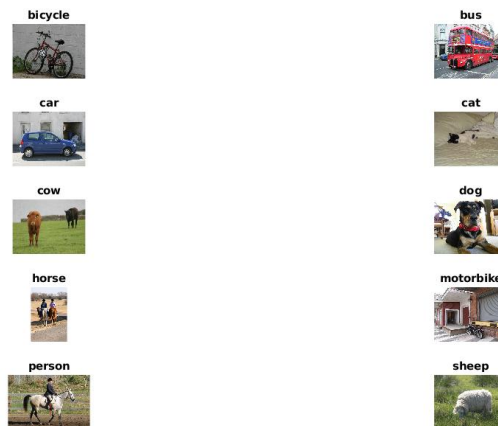 bicycle
bus
car
cat
cow
dog
horse
motorbike
person
sheep